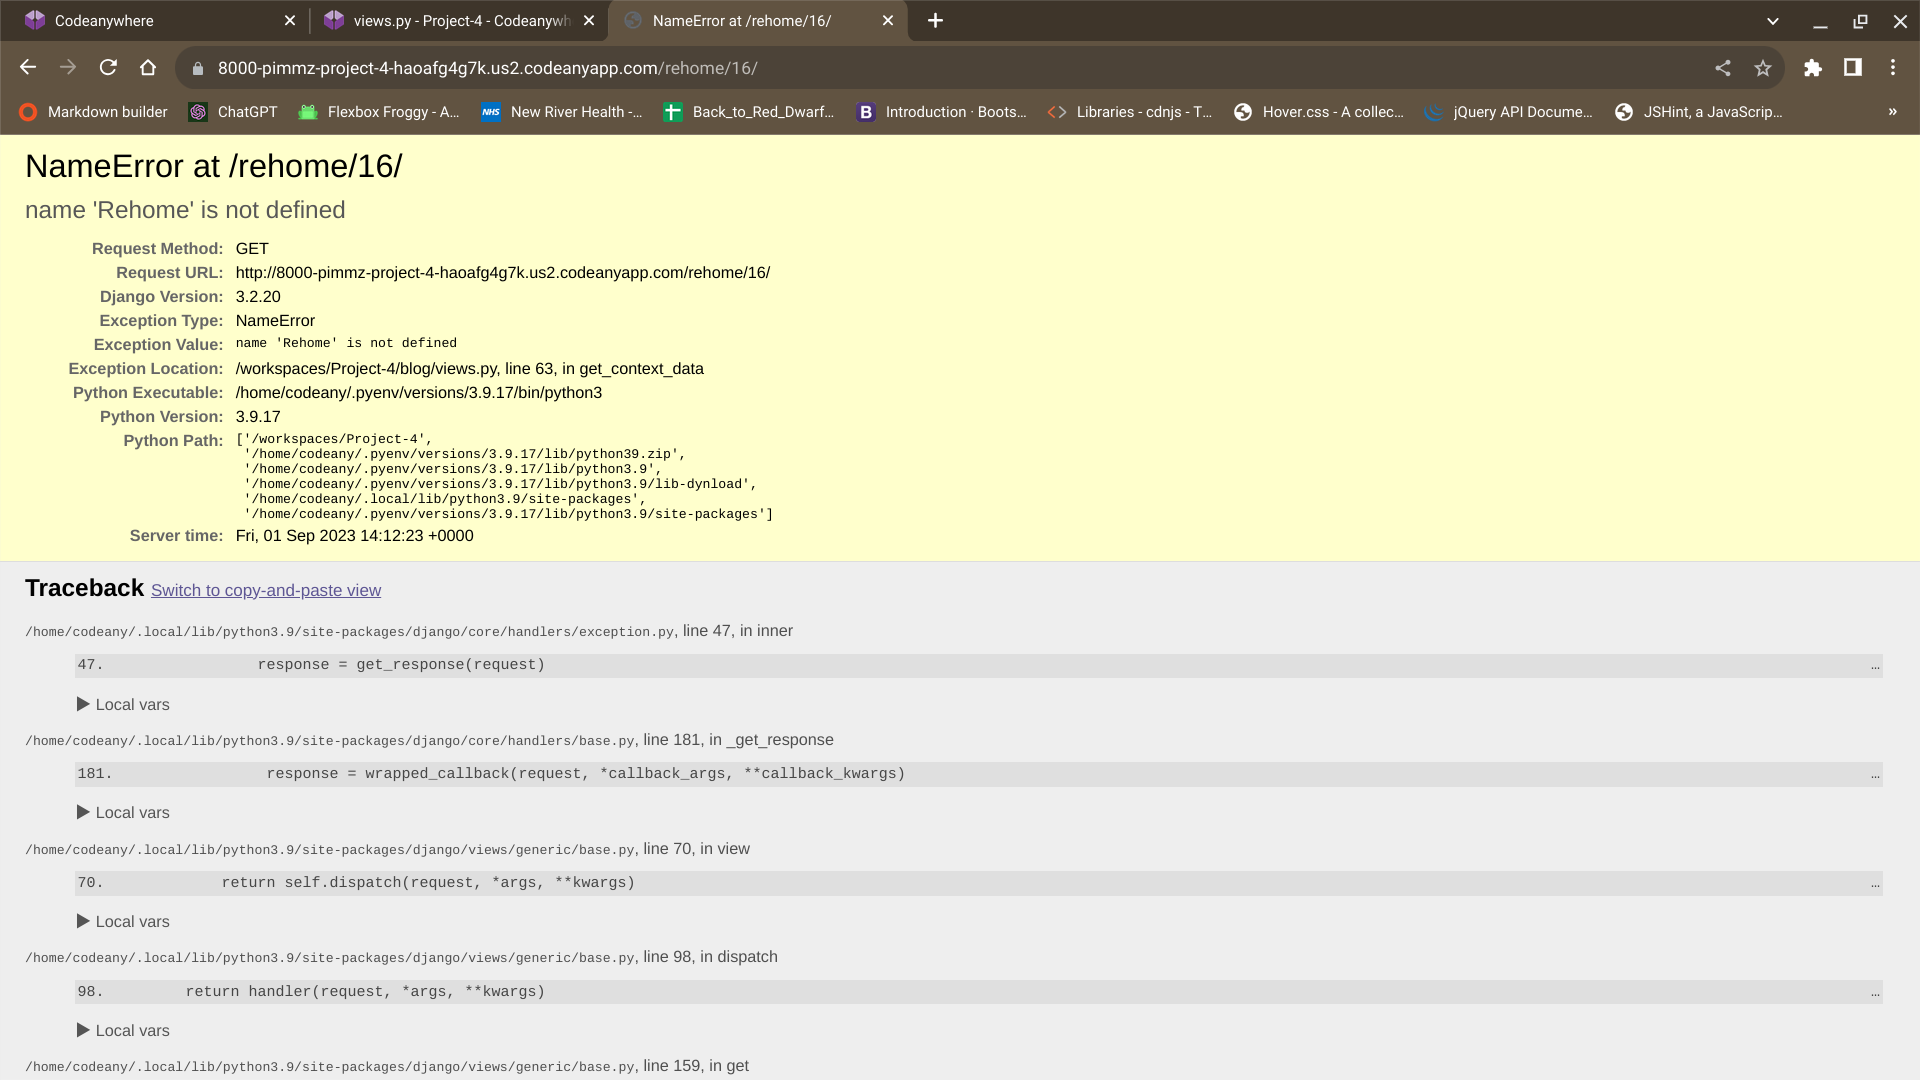 Codeanywhere
views.py - Project-4 - Codeanywh
NameError at /rehome/16/
8000-pimmz-project-4-haoafg4g7k.us2.codeanyapp.com/rehome/16/
Markdown builder
ChatGPT
Flexbox Froggy - A...
NHS
New River Health -...
Back_to_Red_Dwarf...
B
Introduction · Boots...
Libraries - cdnjs - T...
Hover.css - A collec...
jQuery API Docume...
JSHint, a JavaScrip...
»
NameError at /rehome/16/
name 'Rehome' is not defined
Request Method: GET
Request URL: http://8000-pimmz-project-4-haoafg4g7k.us2.codeanyapp.com/rehome/16/
Django Version: 3.2.20
Exception Type: NameError
Exception Value: name 'Rehome' is not defined
Exception Location: /workspaces/Project-4/blog/views.py, line 63, in get_context_data
Python Executable: /home/codeany/.pyenv/versions/3.9.17/bin/python3
Python Version: 3.9.17
Python Path: ['/workspaces/Project-4',
'/home/codeany/.pyenv/versions/3.9.17/lib/python39.zip',
'/home/codeany/.pyenv/versions/3.9.17/lib/python3.9',
'/home/codeany/.pyenv/versions/3.9.17/lib/python3.9/lib-dynload',
'/home/codeany/.local/lib/python3.9/site-packages',
'/home/codeany/.pyenv/versions/3.9.17/lib/python3.9/site-packages']
Server time: Fri, 01 Sep 2023 14:12:23 +0000
Traceback Switch to copy-and-paste view
/home/codeany/.local/lib/python3.9/site-packages/django/core/handlers/exception.py, line 47, in inner
47. response = get_response(request) …
Local vars
/home/codeany/.local/lib/python3.9/site-packages/django/core/handlers/base.py, line 181, in _get_response
181. response = wrapped_callback(request, *callback_args, **callback_kwargs) …
Local vars
/home/codeany/.local/lib/python3.9/site-packages/django/views/generic/base.py, line 70, in view
70. return self.dispatch(request, *args, **kwargs) …
Local vars
/home/codeany/.local/lib/python3.9/site-packages/django/views/generic/base.py, line 98, in dispatch
98. return handler(request, *args, **kwargs) …
Local vars
/home/codeany/.local/lib/python3.9/site-packages/django/views/generic/base.py, line 159, in get